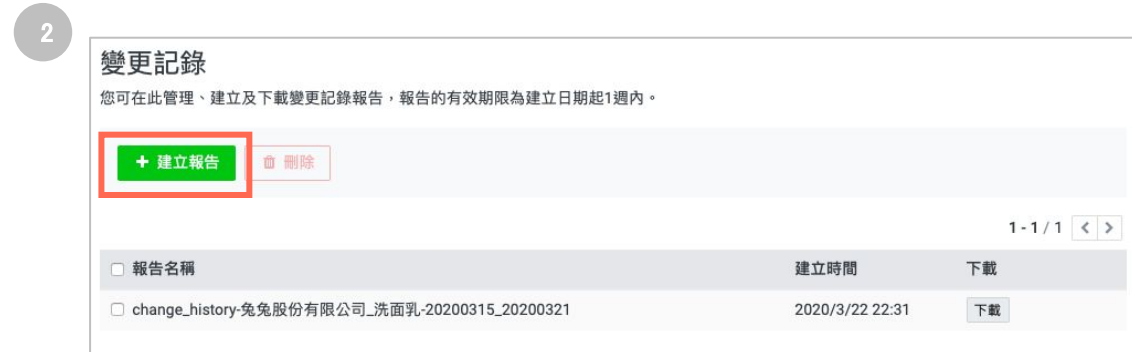 2
變更記錄
您可在此管理、建立及下載變更記錄報告，報告的有效期限為建立日期起1週內。
+ 建立報告 刪除
1 - 1 / 1 < >
報告名稱 建立時間 下載
change_history-兔兔股份有限公司_洗面乳-20200315_20200321 2020/3/22 22:31 下載